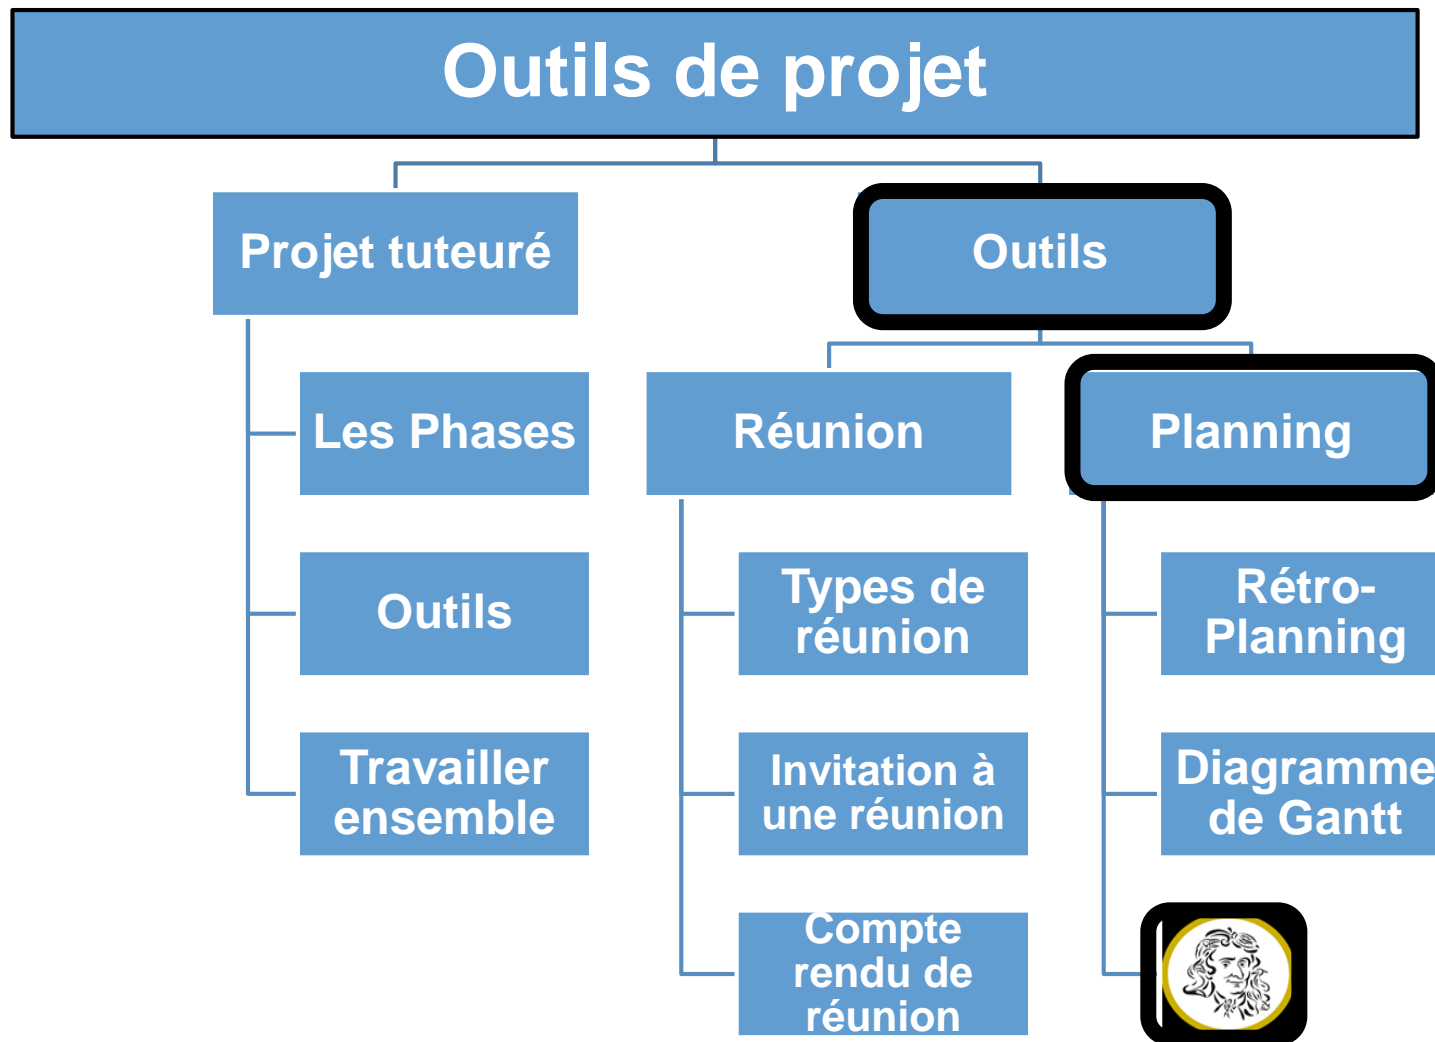 Outils de projet
Projet tuteuré
Outils
Les Phases
Réunion
Planning
Outils
Types de
réunion
Rétro-
Planning
Travailler
ensemble
Invitation à
une réunion
Diagramme
de Gantt
Compte
rendu de
réunion